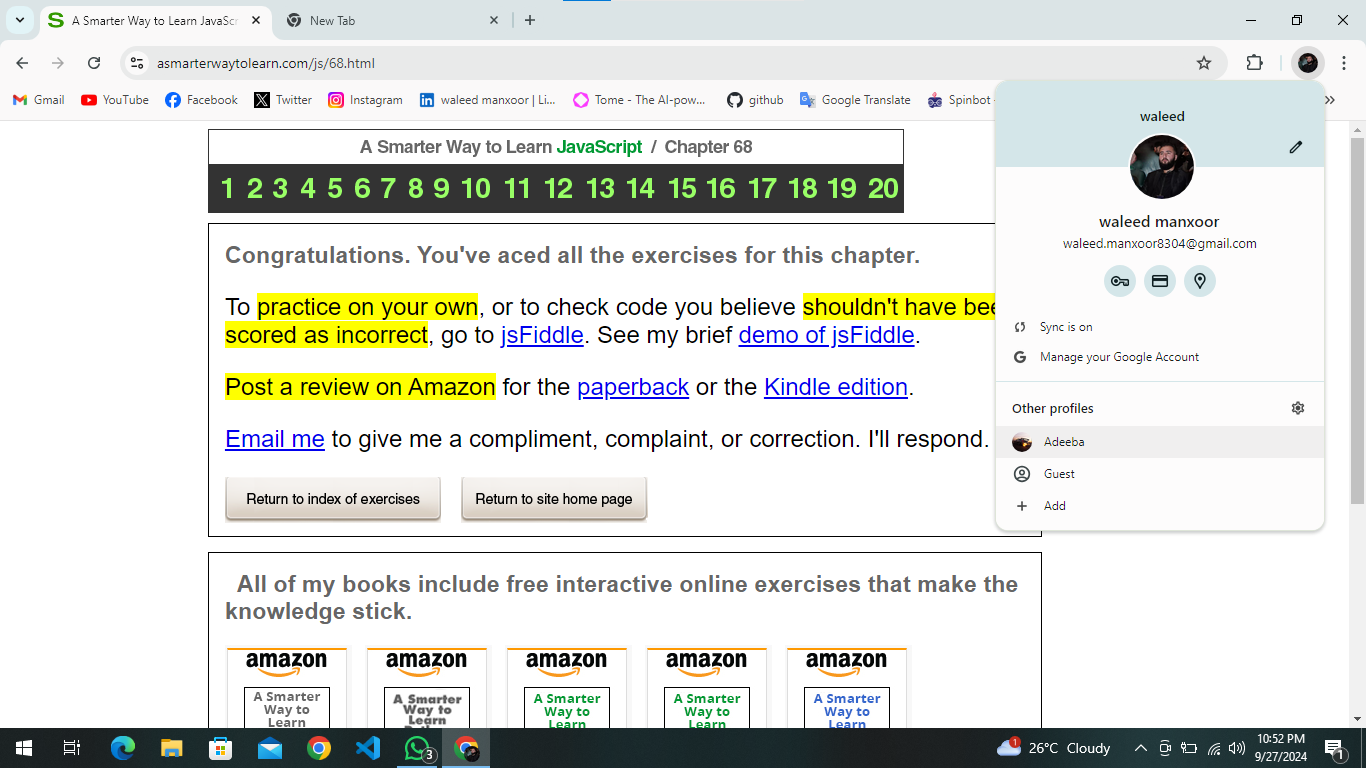 A Smarter Way to Learn JavaScr
New Tab
asmarterwaytolearn.com/js/68.html
Gmail
YouTube
Facebook
Twitter
Instagram
waleed manxoor | Li...
Tome - The AI-pow...
github
Google Translate
Spinbot
A Smarter Way to Learn JavaScript / Chapter 68
1 2 3 4 5 6 7 8 9 10 11 12 13 14 15 16 17 18 19 20
Congratulations. You've aced all the exercises for this chapter.
To practice on your own, or to check code you believe shouldn't have bee
scored as incorrect, go to jsFiddle. See my brief demo of jsFiddle.
Post a review on Amazon for the paperback or the Kindle edition.
Email me to give me a compliment, complaint, or correction. I'll respond.
Return to index of exercises
Return to site home page
waleed
waleed manxoor
waleed.manxoor8304@gmail.com
Sync is on
Manage your Google Account
Other profiles
Adeeba
Guest
Add
All of my books include free interactive online exercises that make the
knowledge stick.
amazon
A Smarter
Way to
Learn
amazon
A Smarter
Way to
Learn
amazon
A Smarter
Way to
Learn
amazon
A Smarter
Way to
Learn
amazon
A Smarter
Way to
Learn
3
1
26°C Cloudy
10:52 PM
9/27/2024
1